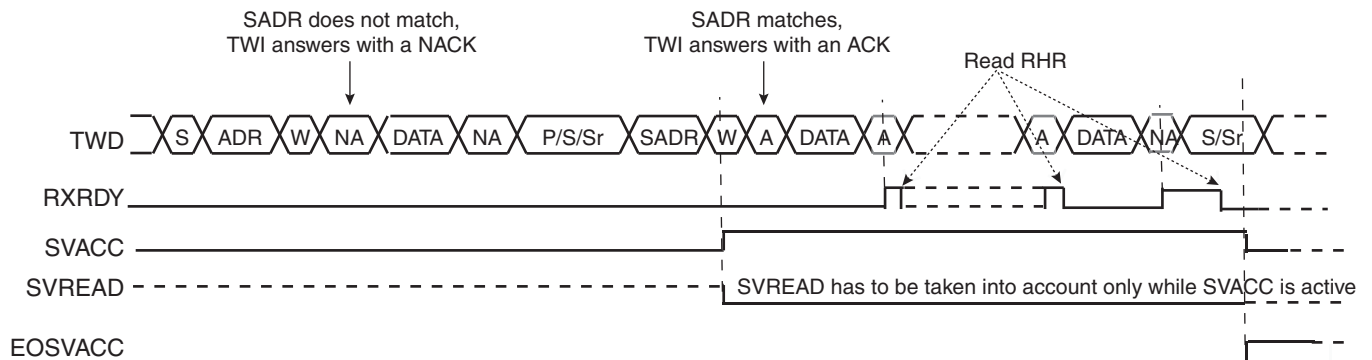 SADR does not match,
TWI answers with a NACK
SADR matches,
TWI answers with an ACK
Read RHR
TWD S ADR W NA DATA NA P/S/Sr SADR W A DATA A A DATA NA S/Sr
RXRDY
SVACC
SVREAD SVREAD has to be taken into account only while SVACC is active
EOSVACC